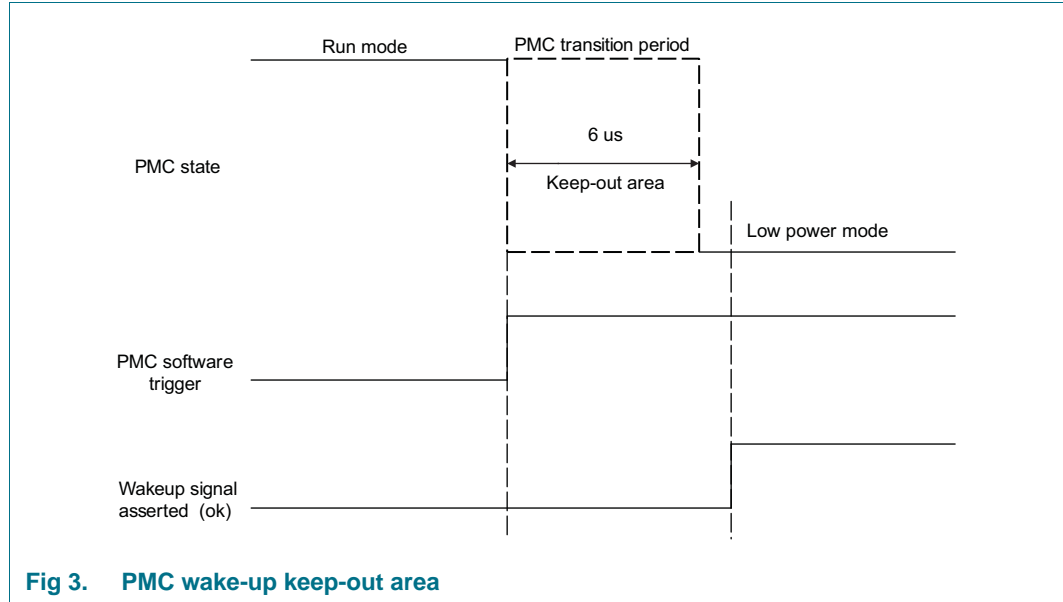 Run mode
PMC transition period
6 us
PMC state
Keep-out area
Low power mode
PMC software
trigger
Wakeup signal
asserted (ok)
Fig 3. PMC wake-up keep-out area